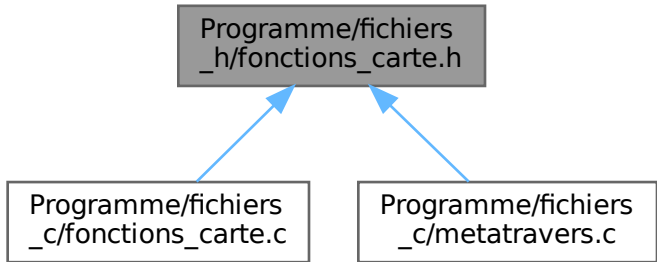 Programme/fichiers
_h/fonctions_carte.h
Programme/fichiers
_c/fonctions_carte.c
Programme/fichiers
_c/metatravers.c